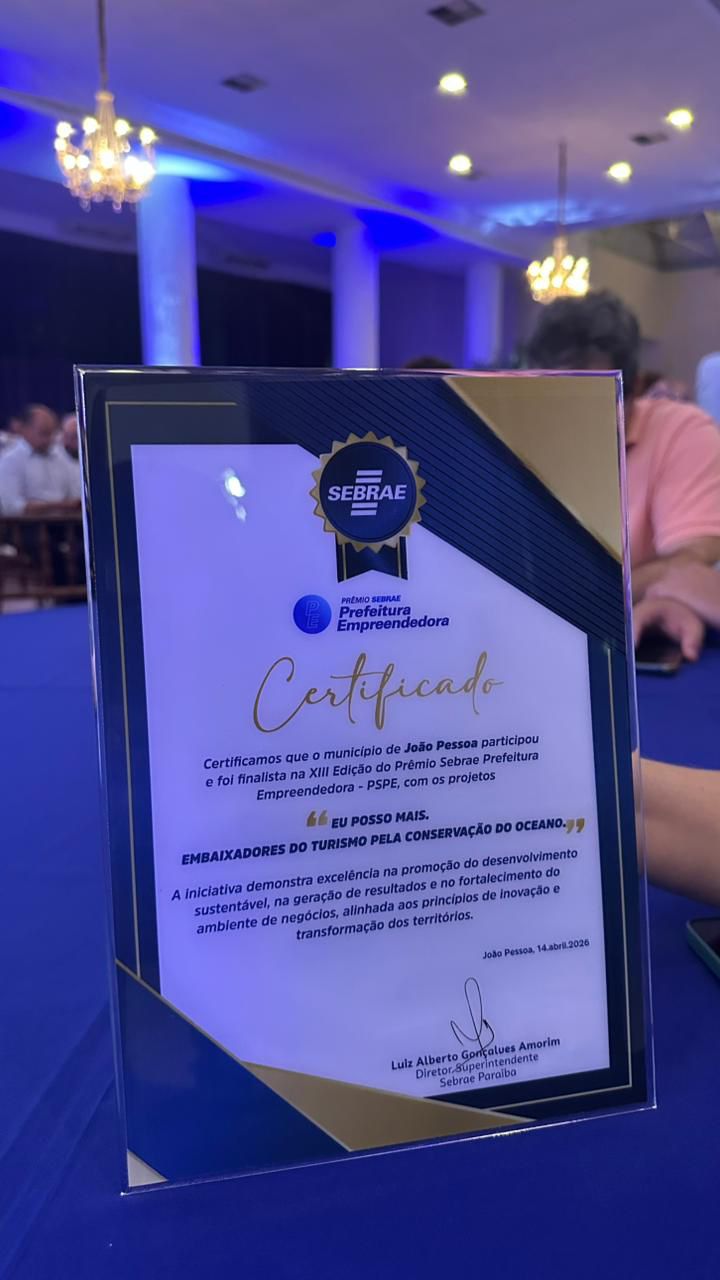 SEBRAE
PE
PRÊMIO SEBRAE
Prefeitura
Empreendedora
Certificado
Certificamos que o município de João Pessoa participou
e foi finalista na XIII Edição do Prêmio Sebrae Prefeitura
Empreendedora - PSPE, com os projetos
“EU POSSO MAIS.
EMBAIXADORES DO TURISMO PELA CONSERVAÇÃO DO OCEANO.”
A iniciativa demonstra excelência na promoção do desenvolvimento
sustentável, na geração de resultados e no fortalecimento do
ambiente de negócios, alinhada aos princípios de inovação e
transformação dos territórios.
João Pessoa, 14.abril.2026
Luiz Alberto Gonçalves Amorim
Diretor Superintendente
Sebrae Paraíba